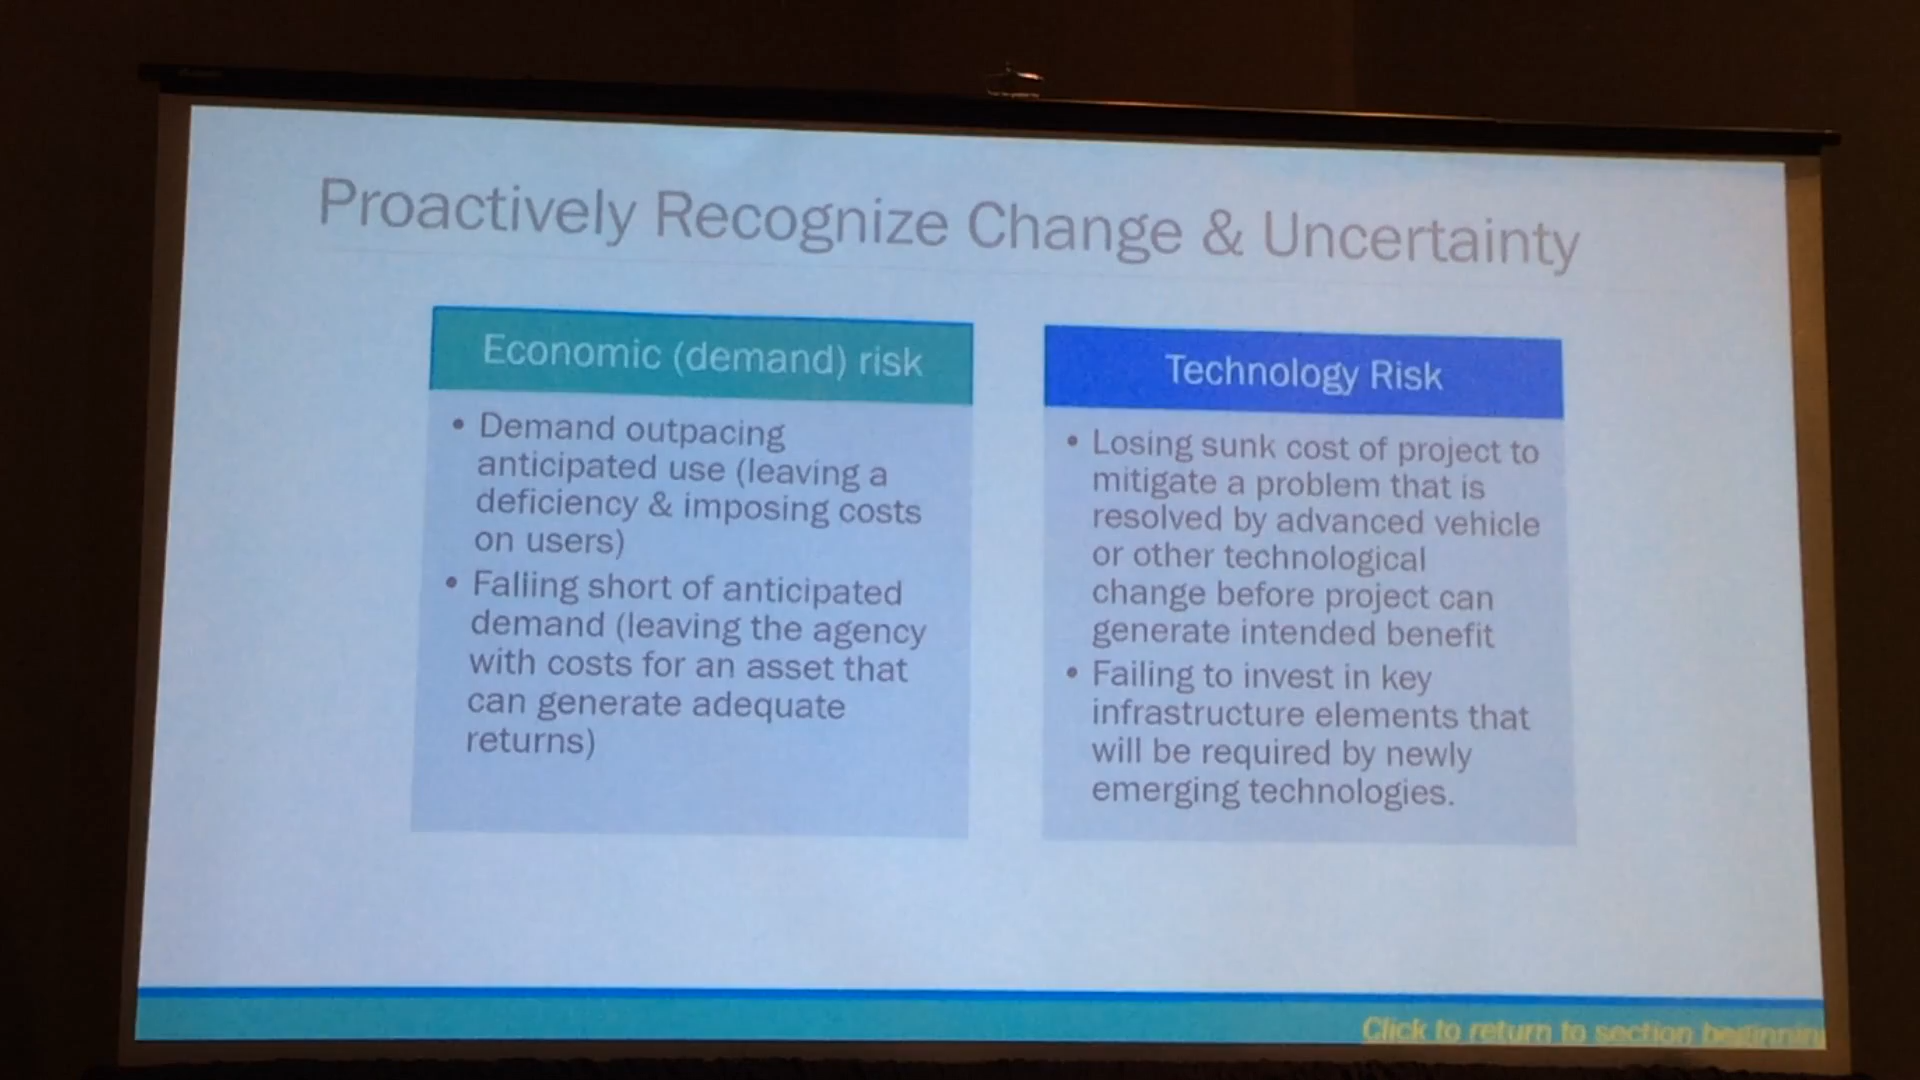 Proactively Recognize Change & Uncertainty
Economic (demand) risk
• Demand outpacing
anticipated use (leaving a
deficiency & imposing costs
on users)
• Falling short of anticipated
demand (leaving the agency
with costs for an asset that
can generate adequate
returns)
Technology Risk
• Losing sunk cost of project to
mitigate a problem that is
resolved by advanced vehicle
or other technological
change before project can
generate intended benefit
• Failing to invest in key
infrastructure elements that
will be required by newly
emerging technologies.
Click to return to section beginnin